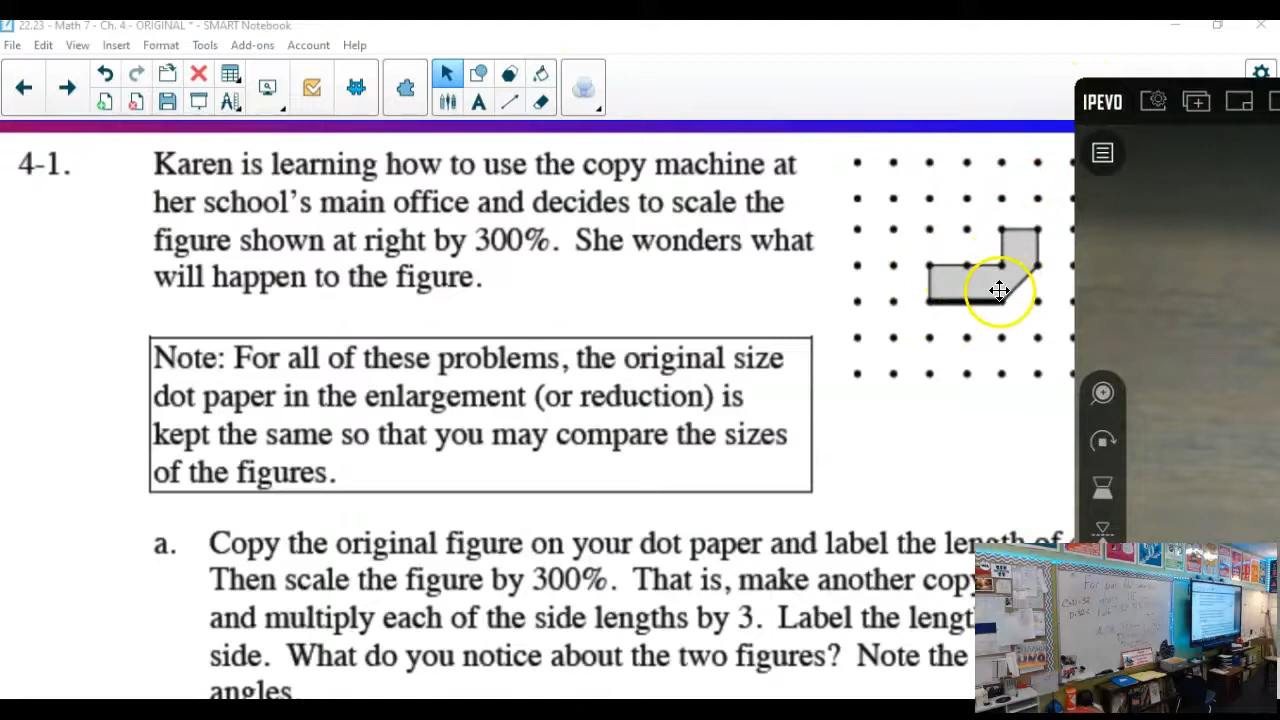 22.23 - Math 7 - Ch. 4 - ORIGINAL * - SMART Notebook
File Edit View Insert Format Tools Add-ons Account Help
IPEVO
4-1. Karen is learning how to use the copy machine at
her school's main office and decides to scale the
figure shown at right by 300%. She wonders what
will happen to the figure.
Note: For all of these problems, the original size
dot paper in the enlargement (or reduction) is
kept the same so that you may compare the sizes
of the figures.
a. Copy the original figure on your dot paper and label the length of
Then scale the figure by 300%. That is, make another copy
and multiply each of the side lengths by 3. Label the length
side. What do you notice about the two figures? Note the
angles.